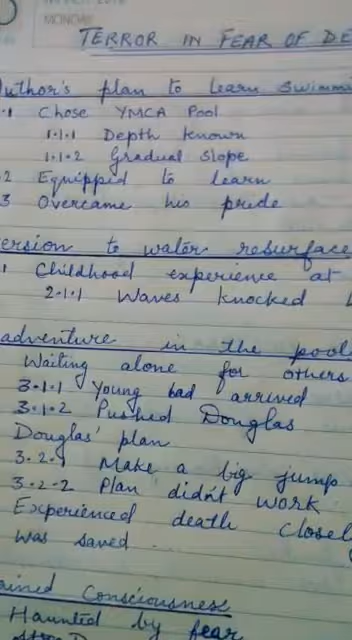 MONDAY
TERROR IN FEAR OF DE
uthor's plan to learn swimmi
.1 Chose YMCA Pool
1.1.1 Depth known
1.1.2 Gradual slope
.2 Equipped to learn
3 Overcame his pride
ersion to water resurface
1 Childhood experience at
2.1.1 Waves knocked
adventure in the pool
Waiting alone for others
3.1.1 Young lad arrived
3.1.2 Pushed Douglas
Douglas' plan
3.2.1 Make a big jump
3.2.2 Plan didn't work
Experienced death closely
Was saved ...
ained Consciousness
Haunted by fear